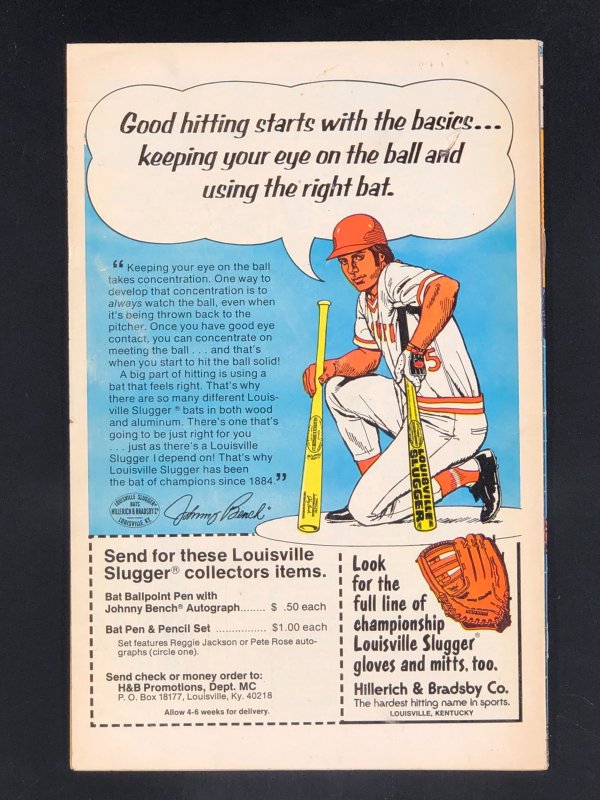 Good hitting starts with the basics...
keeping your eye on the ball and
using the right bat.
“ Keeping your eye on the ball
takes concentration. One way to
develop that concentration is to
always watch the ball, even when
it's being thrown back to the
pitcher. Once you have good eye
contact, you can concentrate on
meeting the ball . . . and that's
when you start to hit the ball solid!
A big part of hitting is using a
bat that feels right. That's why
there are so many different Louis-
ville Slugger® bats in both wood
and aluminum. There's one that's
going to be just right for you
. . . just as there's a Louisville
Slugger I depend on! That's why
Louisville Slugger has been
the bat of champions since 1884.”
LOUISVILLE SLUGGER
BATS
HILLERICH & BRADSBY Co
LOUISVILLE, KY.
Johnny Bench
5
LOUISVILLE
SLUGGER
Send for these Louisville
Slugger® collectors items.
Bat Ballpoint Pen with
Johnny Bench® Autograph........ $ .50 each
Bat Pen & Pencil Set ................ $1.00 each
Set features Reggie Jackson or Pete Rose auto-
graphs (circle one).
Send check or money order to:
H&B Promotions, Dept. MC
P. O. Box 18177, Louisville, Ky. 40218
Allow 4-6 weeks for delivery.
Look
for the
full line of
championship
Louisville Slugger®
gloves and mitts, too.
Hillerich & Bradsby Co.
The hardest hitting name in sports.
LOUISVILLE, KENTUCKY